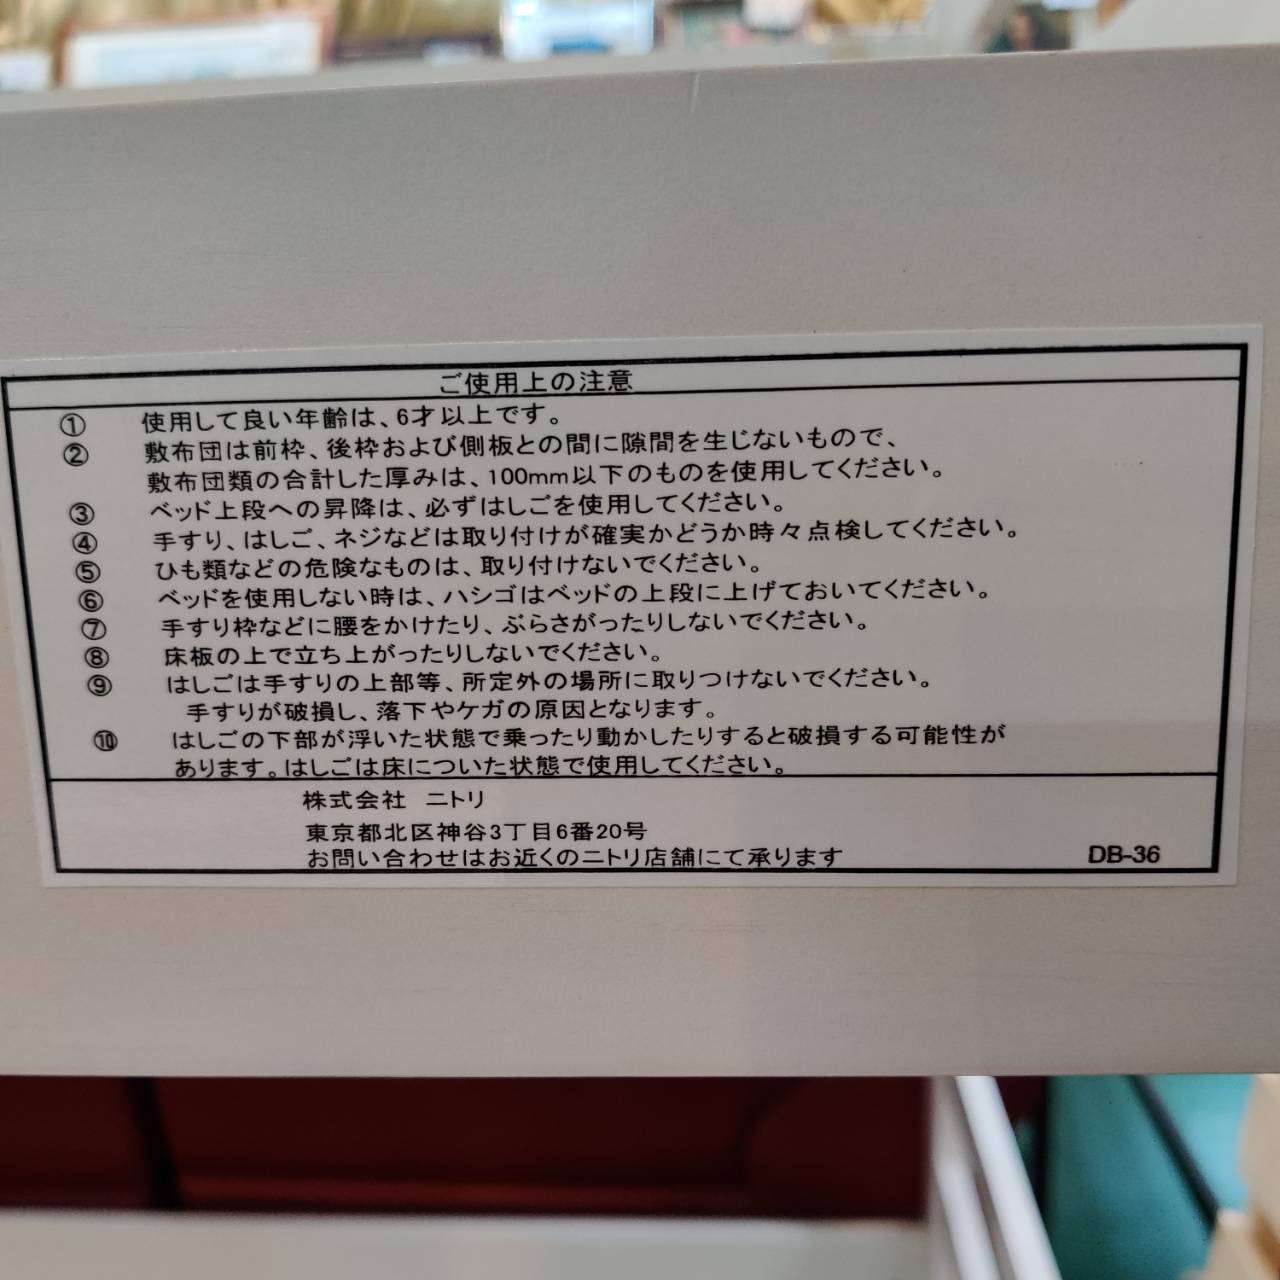 ご使用上の注意
① 使用して良い年齢は、6才以上です。
② 敷布団は前枠、後枠および側板との間に隙間を生じないもので、
敷布団類の合計した厚みは、100mm以下のものを使用してください。
③ ベッド上段への昇降は、必ずはしごを使用してください。
④ 手すり、はしご、ネジなどは取り付けが確実かどうか時々点検してください。
⑤ ひも類などの危険なものは、取り付けないでください。
⑥ ベッドを使用しない時は、ハシゴはベッドの上段に上げておいてください。
⑦ 手すり枠などに腰をかけたり、ぶらさがったりしないでください。
⑧ 床板の上で立ち上がったりしないでください。
⑨ はしごは手すりの上部等、所定外の場所に取りつけないでください。
手すりが破損し、落下やケガの原因となります。
⑩ はしごの下部が浮いた状態で乗ったり動かしたりすると破損する可能性が
あります。はしごは床についた状態で使用してください。
株式会社 ニトリ
東京都北区神谷3丁目6番20号
お問い合わせはお近くのニトリ店舗にて承ります DB-36